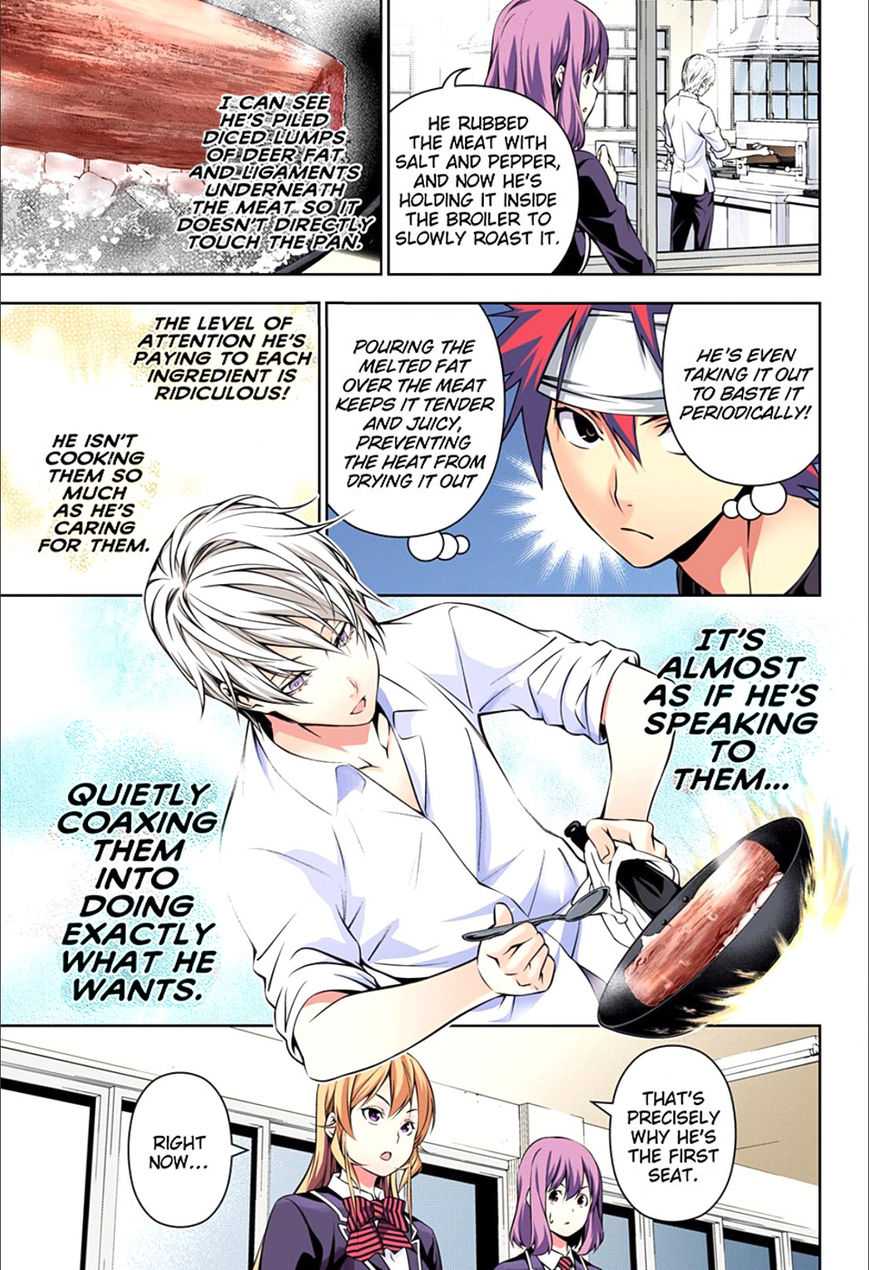 HE RUBBED
THE MEAT WITH
SALT AND PEPPER,
AND NOW HE'S
HOLDING IT INSIDE
THE BROILER TO
SLOWLY ROAST IT.
I CAN SEE
HE'S PILED
DICED LUMPS
OF DEER FAT
AND LIGAMENTS
UNDERNEATH
THE MEAT SO IT
DOESN'T DIRECTLY
TOUCH THE PAN.
HE'S EVEN
TAKING IT OUT
TO BASTE IT
PERIODICALLY!
POURING THE
MELTED FAT
OVER THE MEAT
KEEPS IT TENDER
AND JUICY,
PREVENTING
THE HEAT FROM
DRYING IT OUT
THE LEVEL OF
ATTENTION HE'S
PAYING TO EACH
INGREDIENT IS
RIDICULOUS!
HE ISN'T
COOKING
THEM SO
MUCH
AS HE'S
CARING
FOR THEM.
IT'S
ALMOST
AS IF HE'S
SPEAKING
TO
THEM...
QUIETLY
COAXING
THEM
INTO
DOING
EXACTLY
WHAT HE
WANTS.
THAT'S
PRECISELY
WHY HE'S
THE FIRST
SEAT.
RIGHT
NOW...